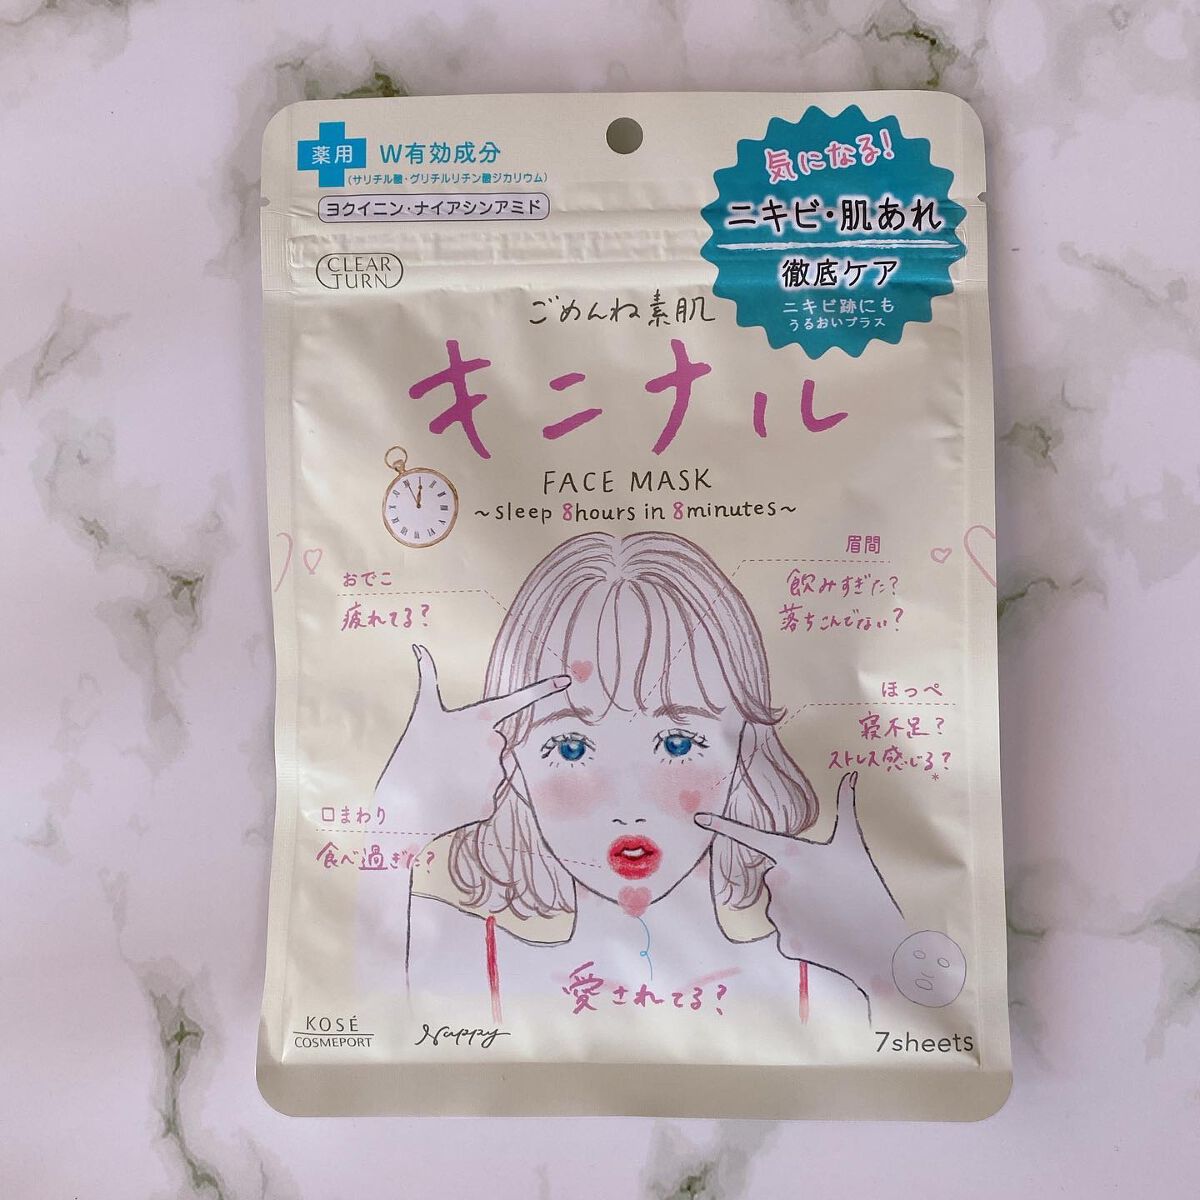 薬用
W有効成分
(サリチル酸・グリチルリチン酸ジカリウム)
ヨクイニン・ナイアシンアミド
気になる!
ニキビ・肌あれ
徹底ケア
ニキビ跡にも
うるおいプラス
CLEAR
TURN
ごめんね素肌
キニナル
FACE MASK
~sleep 8hours in 8minutes~
眉間
飲みすぎた?
落ちこんでない?
おでこ
疲れてる?
ほっぺ
寝不足?
ストレス感じる?
*
口まわり
食べ過ぎた?
愛されてる?
KOSÉ
COSMEPORT
Nappy
7sheets